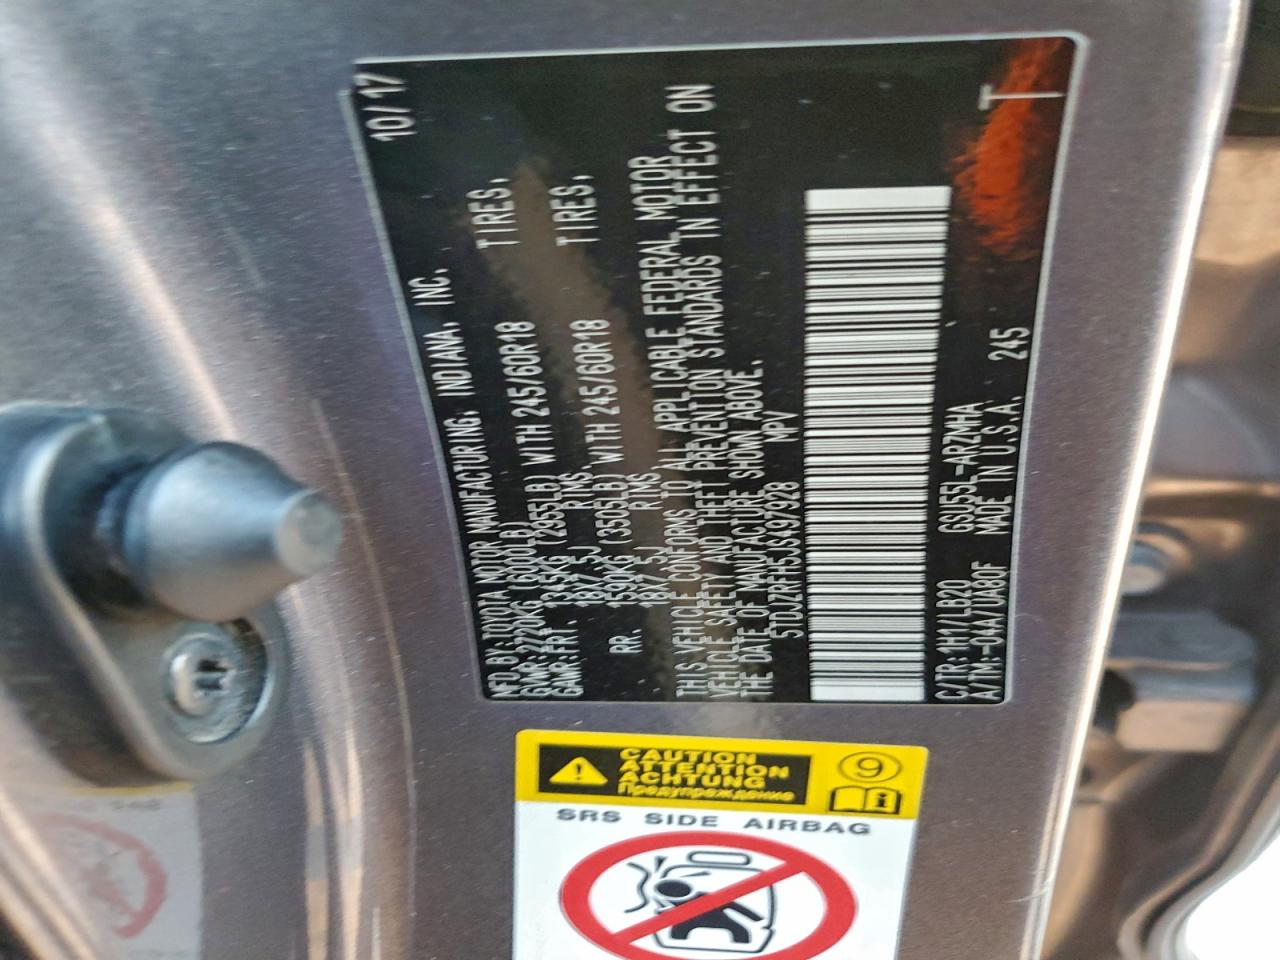 MFD.BY:TOYOTA MOTOR MANUFACTURING, INDIANA, INC. 10/17
GVWR:2720KG (6000LB)
GAWR:FRT. 1345KG ( 2955LB) WITH 245/60R18 TIRES,
18X7.5J RIMS.
RR. 1590KG (3505LB) WITH 245/60R18 TIRES,
18X7.5J RIMS.
THIS VEHICLE CONFORMS TO ALL APPLICABLE FEDERAL MOTOR
VEHICLE SAFETY AND THEFT PREVENTION STANDARDS IN EFFECT ON
THE DATE OF MANUFACTURE SHOWN ABOVE.
5TDJZRFH5JS497928 MPV
C/TR:1H1/LB20 GSU55L-ARZMHA
A/TM:-04A/UA80F MADE IN U.S.A. 245
T
CAUTION
ATTENTION
ACHTUNG
Предупреждение
9
i
SRS SIDE AIRBAG